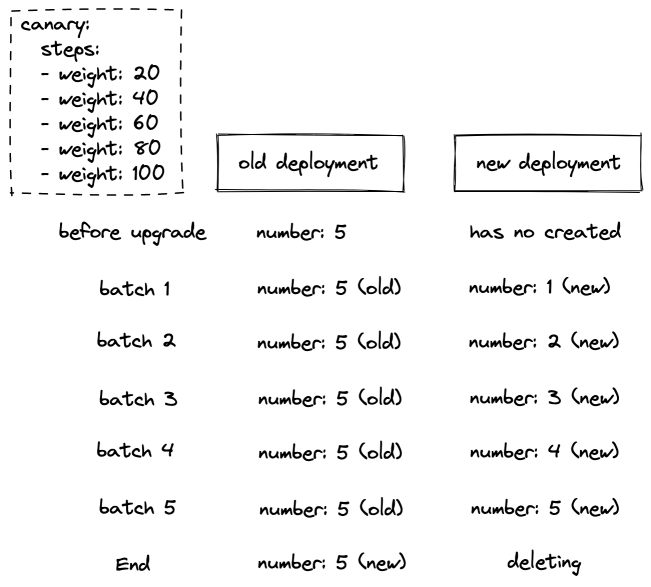 canary:
steps:
- weight: 20
- weight: 40
- weight: 60
- weight: 80
- weight: 100
old deployment
new deployment
before upgrade number: 5 has no created
batch 1 number: 5 (old) number: 1 (new)
batch 2 number: 5 (old) number: 2 (new)
batch 3 number: 5 (old) number: 3 (new)
batch 4 number: 5 (old) number: 4 (new)
batch 5 number: 5 (old) number: 5 (new)
End number: 5 (new) deleting